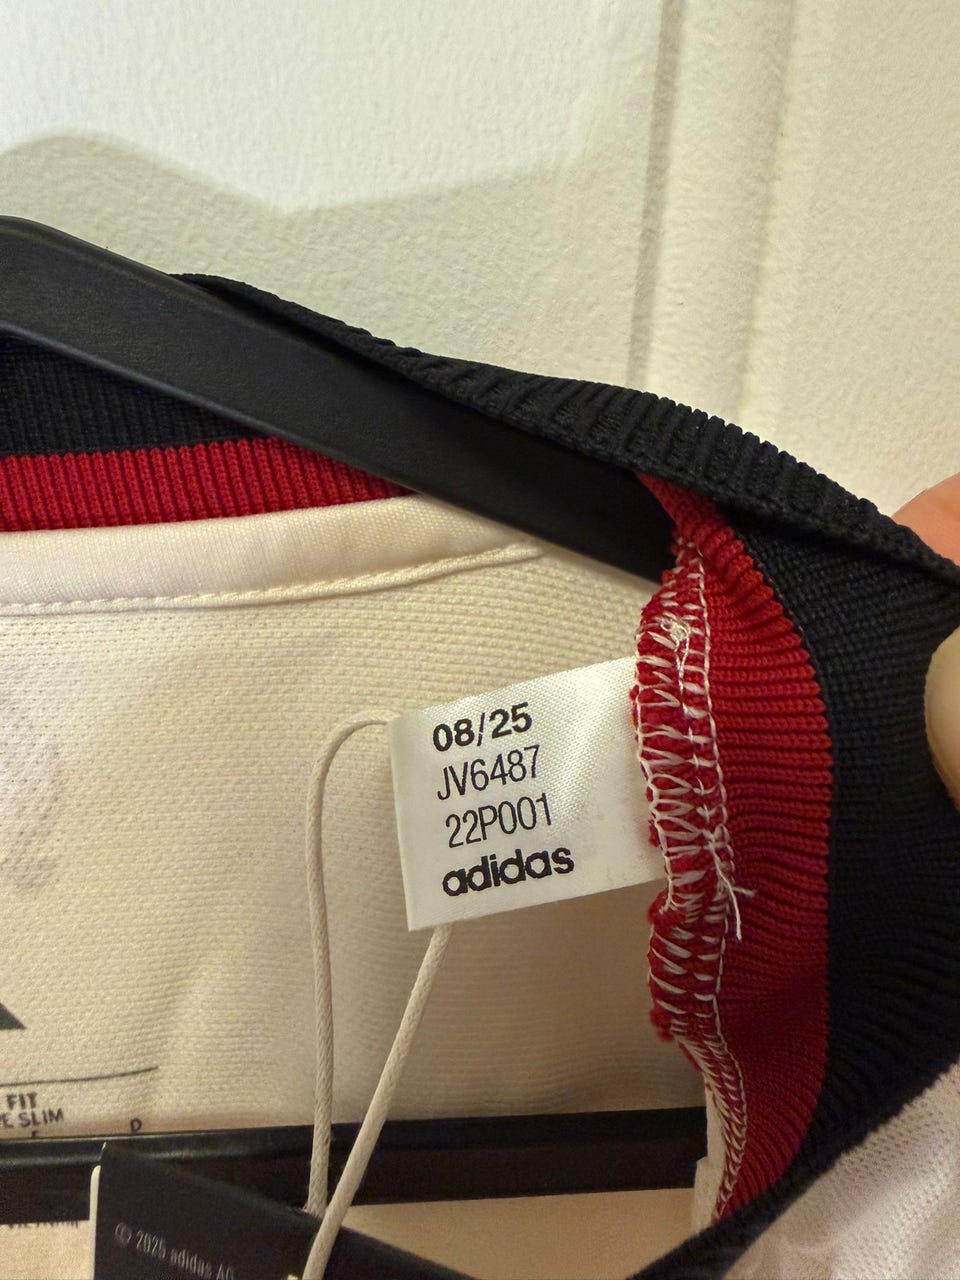 08/25
JV6487
22P001
adidas
FIT
E SLIM
D
© 2025 adidas AG